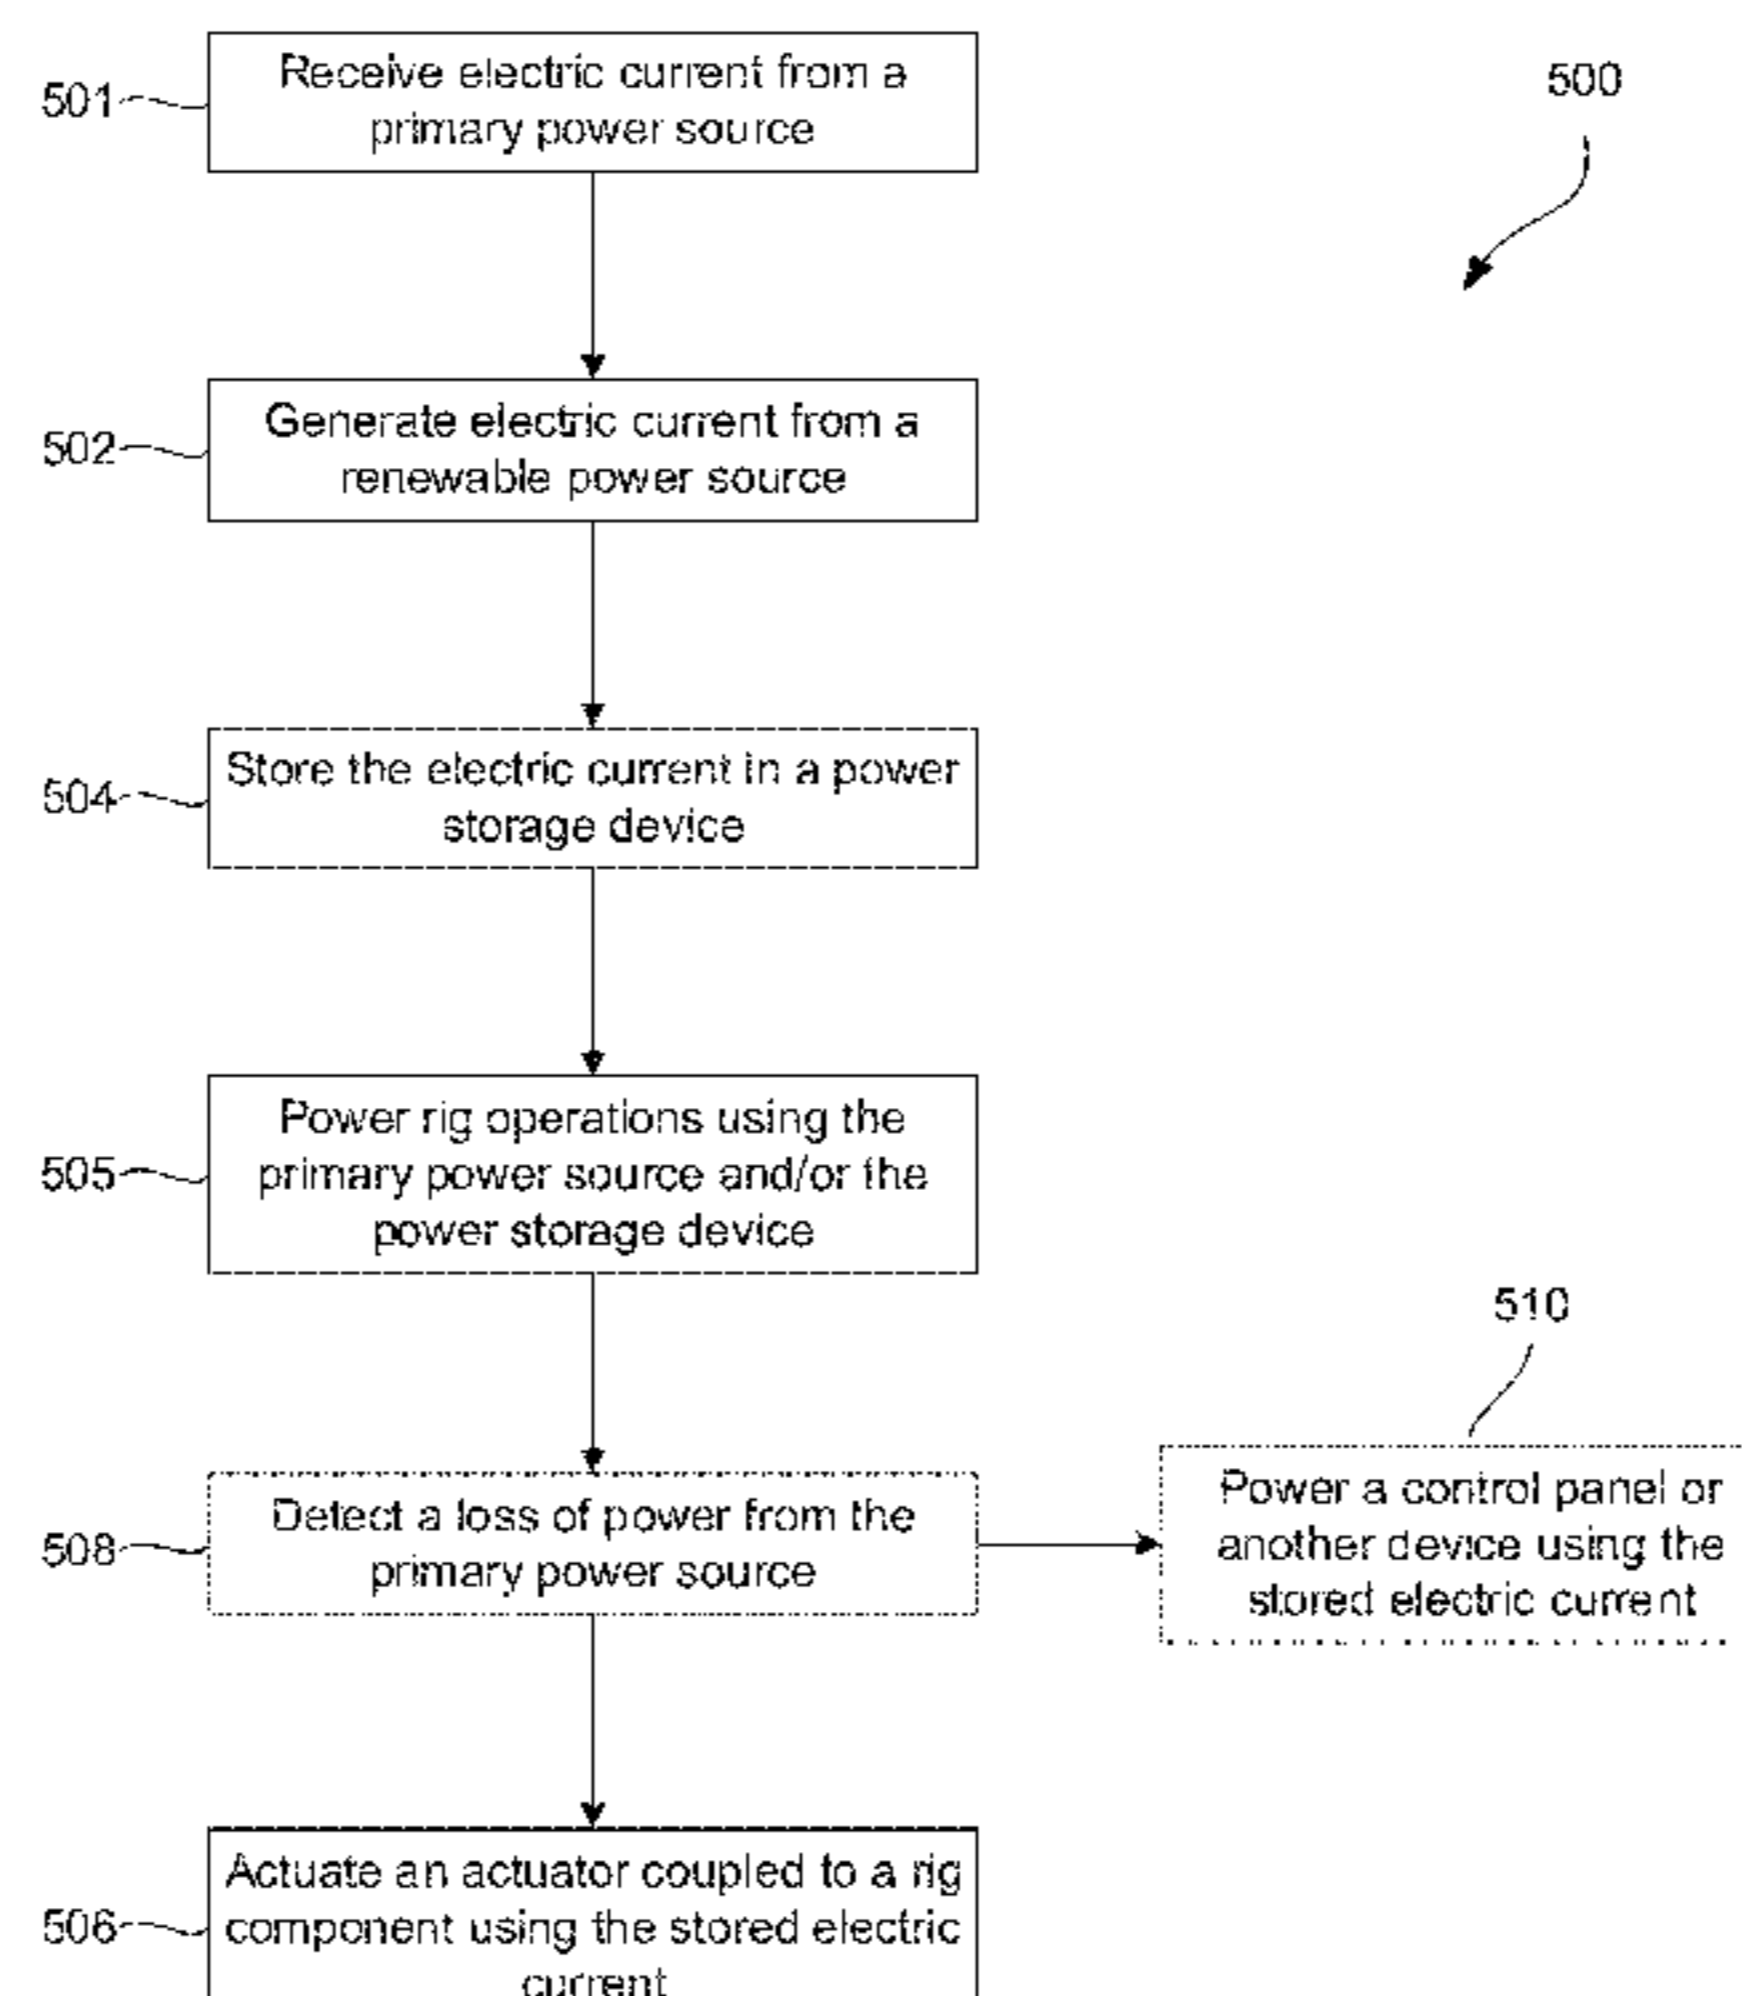 501
Receive electric current from a
primary power source
500
502
Generate electric current from a
renewable power source
504
Store the electric current in a power
storage device
505
Power rig operations using the
primary power source and/or the
power storage device
510
508
Detect a loss of power from the
primary power source
Power a control panel or
another device using the
stored electric current
506
Actuate an actuator coupled to a rig
component using the stored electric
current